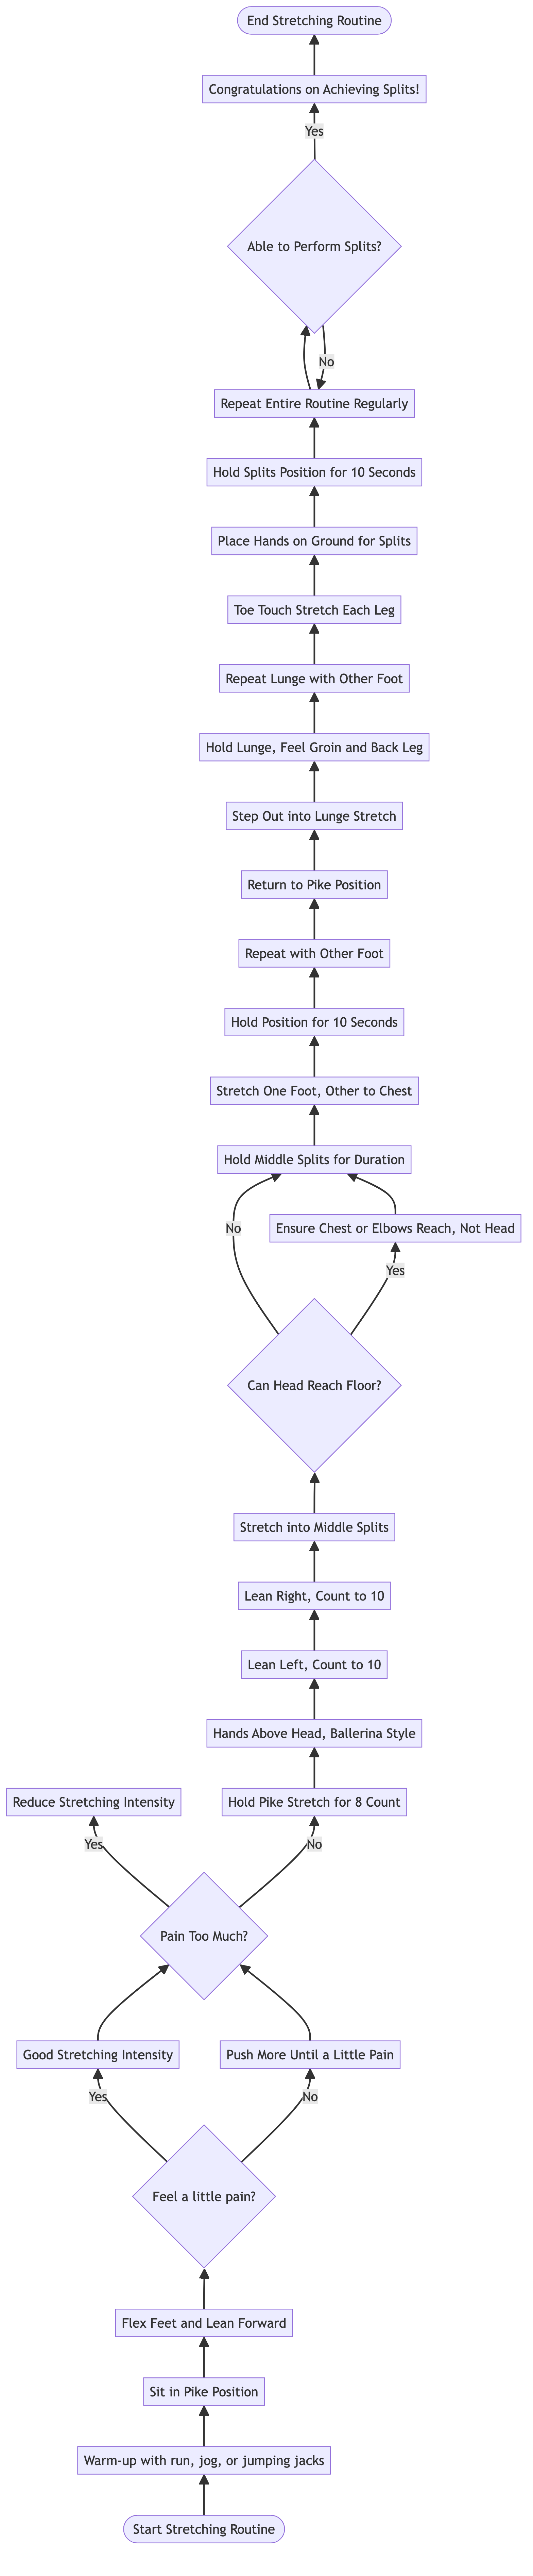 End Stretching Routine
Congratulations on Achieving Splits!
Yes
Able to Perform Splits?
No
Repeat Entire Routine Regularly
Hold Splits Position for 10 Seconds
Place Hands on Ground for Splits
Toe Touch Stretch Each Leg
Repeat Lunge with Other Foot
Hold Lunge, Feel Groin and Back Leg
Step Out into Lunge Stretch
Return to Pike Position
Repeat with Other Foot
Hold Position for 10 Seconds
Stretch One Foot, Other to Chest
Hold Middle Splits for Duration
No
Ensure Chest or Elbows Reach, Not Head
Yes
Can Head Reach Floor?
Stretch into Middle Splits
Lean Right, Count to 10
Lean Left, Count to 10
Hands Above Head, Ballerina Style
Reduce Stretching Intensity
Hold Pike Stretch for 8 Count
Yes
No
Pain Too Much?
Good Stretching Intensity
Push More Until a Little Pain
Yes
No
Feel a little pain?
Flex Feet and Lean Forward
Sit in Pike Position
Warm-up with run, jog, or jumping jacks
Start Stretching Routine